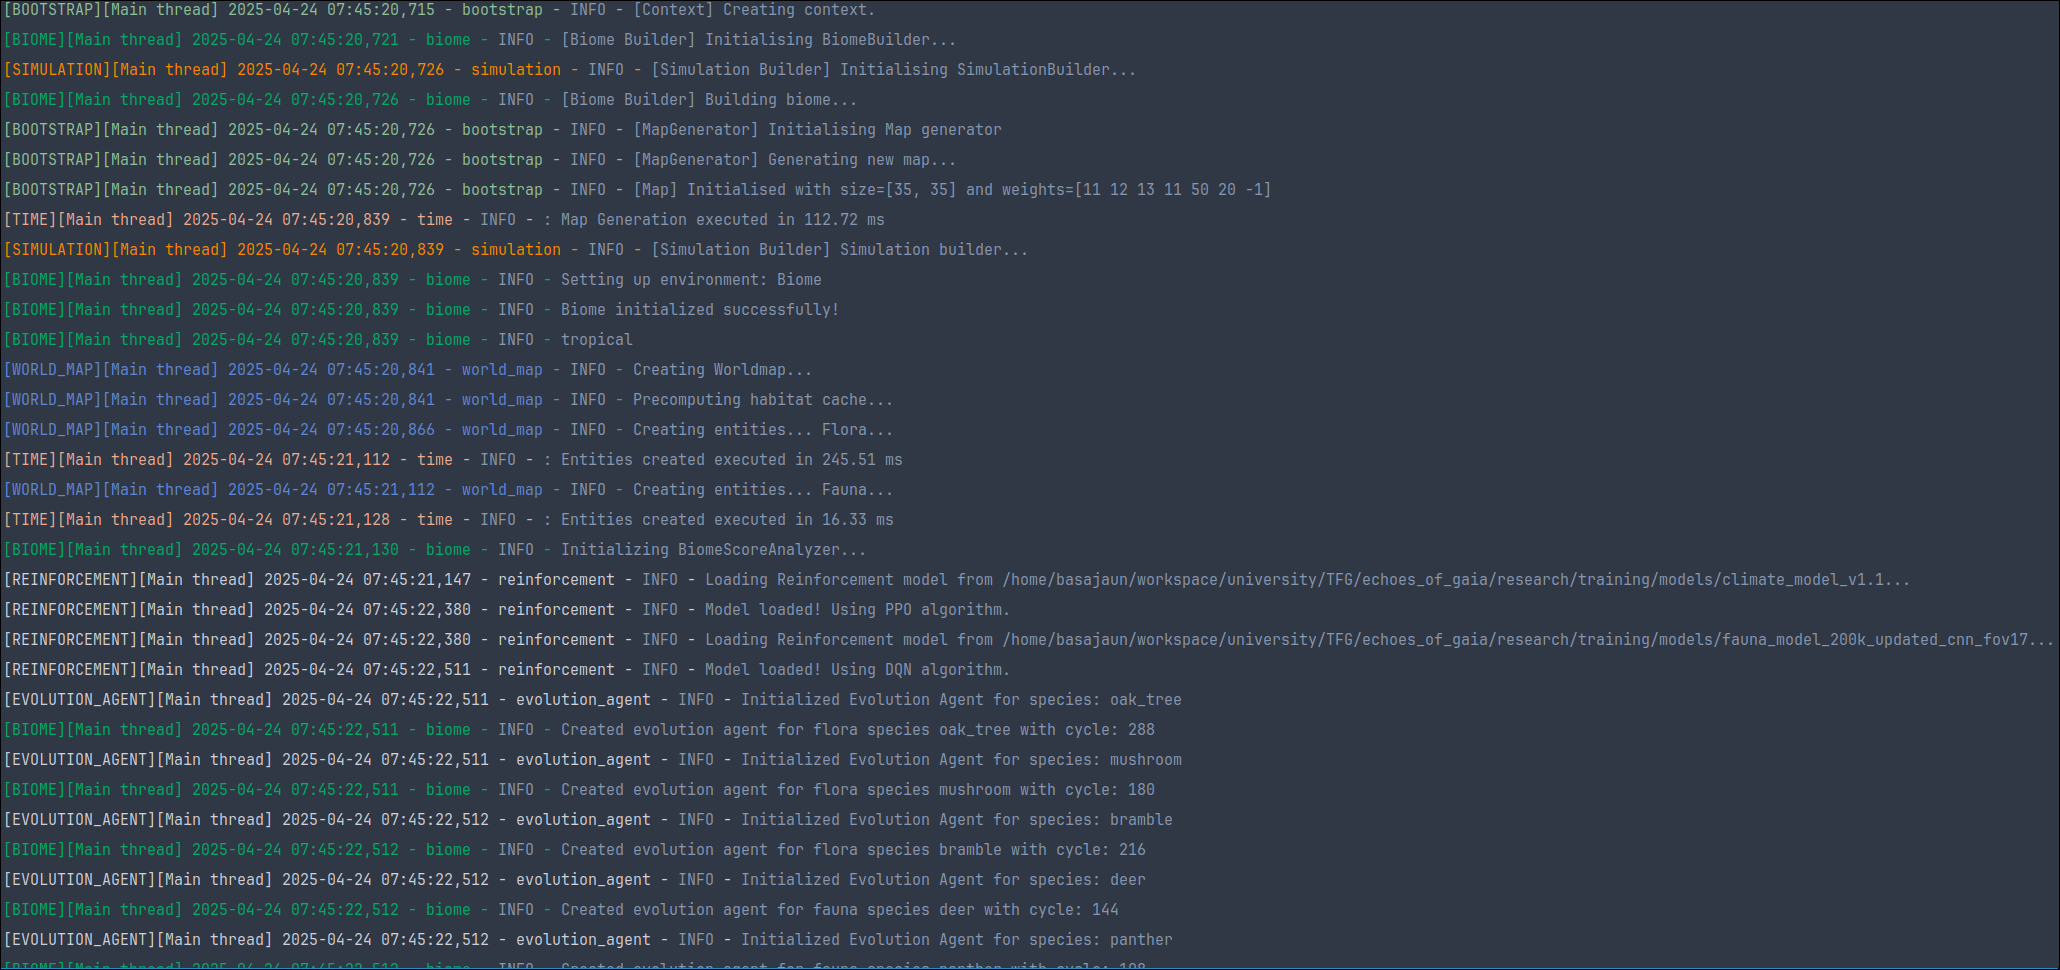 [BOOTSTRAP][Main thread] 2025-04-24 07:45:20,715 - bootstrap - INFO - [Context] Creating context.
[BIOME][Main thread] 2025-04-24 07:45:20,721 - biome - INFO - [Biome Builder] Initialising BiomeBuilder...
[SIMULATION][Main thread] 2025-04-24 07:45:20,726 - simulation - INFO - [Simulation Builder] Initialising SimulationBuilder...
[BIOME][Main thread] 2025-04-24 07:45:20,726 - biome - INFO - [Biome Builder] Building biome...
[BOOTSTRAP][Main thread] 2025-04-24 07:45:20,726 - bootstrap - INFO - [MapGenerator] Initialising Map generator
[BOOTSTRAP][Main thread] 2025-04-24 07:45:20,726 - bootstrap - INFO - [MapGenerator] Generating new map...
[BOOTSTRAP][Main thread] 2025-04-24 07:45:20,726 - bootstrap - INFO - [Map] Initialised with size=[35, 35] and weights=[11 12 13 11 50 20 -1]
[TIME][Main thread] 2025-04-24 07:45:20,839 - time - INFO - : Map Generation executed in 112.72 ms
[SIMULATION][Main thread] 2025-04-24 07:45:20,839 - simulation - INFO - [Simulation Builder] Simulation builder...
[BIOME][Main thread] 2025-04-24 07:45:20,839 - biome - INFO - Setting up environment: Biome
[BIOME][Main thread] 2025-04-24 07:45:20,839 - biome - INFO - Biome initialized successfully!
[BIOME][Main thread] 2025-04-24 07:45:20,839 - biome - INFO - tropical
[WORLD_MAP][Main thread] 2025-04-24 07:45:20,841 - world_map - INFO - Creating Worldmap...
[WORLD_MAP][Main thread] 2025-04-24 07:45:20,841 - world_map - INFO - Precomputing habitat cache...
[WORLD_MAP][Main thread] 2025-04-24 07:45:20,866 - world_map - INFO - Creating entities... Flora...
[TIME][Main thread] 2025-04-24 07:45:21,112 - time - INFO - : Entities created executed in 245.51 ms
[WORLD_MAP][Main thread] 2025-04-24 07:45:21,112 - world_map - INFO - Creating entities... Fauna...
[TIME][Main thread] 2025-04-24 07:45:21,128 - time - INFO - : Entities created executed in 16.33 ms
[BIOME][Main thread] 2025-04-24 07:45:21,130 - biome - INFO - Initializing BiomeScoreAnalyzer...
[REINFORCEMENT][Main thread] 2025-04-24 07:45:21,147 - reinforcement - INFO - Loading Reinforcement model from /home/basajaun/workspace/university/TFG/echoes_of_gaia/research/training/models/climate_model_v1.1...
[REINFORCEMENT][Main thread] 2025-04-24 07:45:22,380 - reinforcement - INFO - Model loaded! Using PPO algorithm.
[REINFORCEMENT][Main thread] 2025-04-24 07:45:22,380 - reinforcement - INFO - Loading Reinforcement model from /home/basajaun/workspace/university/TFG/echoes_of_gaia/research/training/models/fauna_model_200k_updated_cnn_fov17...
[REINFORCEMENT][Main thread] 2025-04-24 07:45:22,511 - reinforcement - INFO - Model loaded! Using DQN algorithm.
[EVOLUTION_AGENT][Main thread] 2025-04-24 07:45:22,511 - evolution_agent - INFO - Initialized Evolution Agent for species: oak_tree
[BIOME][Main thread] 2025-04-24 07:45:22,511 - biome - INFO - Created evolution agent for flora species oak_tree with cycle: 288
[EVOLUTION_AGENT][Main thread] 2025-04-24 07:45:22,511 - evolution_agent - INFO - Initialized Evolution Agent for species: mushroom
[BIOME][Main thread] 2025-04-24 07:45:22,511 - biome - INFO - Created evolution agent for flora species mushroom with cycle: 180
[EVOLUTION_AGENT][Main thread] 2025-04-24 07:45:22,512 - evolution_agent - INFO - Initialized Evolution Agent for species: bramble
[BIOME][Main thread] 2025-04-24 07:45:22,512 - biome - INFO - Created evolution agent for flora species bramble with cycle: 216
[EVOLUTION_AGENT][Main thread] 2025-04-24 07:45:22,512 - evolution_agent - INFO - Initialized Evolution Agent for species: deer
[BIOME][Main thread] 2025-04-24 07:45:22,512 - biome - INFO - Created evolution agent for fauna species deer with cycle: 144
[EVOLUTION_AGENT][Main thread] 2025-04-24 07:45:22,512 - evolution_agent - INFO - Initialized Evolution Agent for species: panther
[BIOME][Main thread] 2025-04-24 - biome - INFO - Created evolution agent for fauna species panther with cycle: